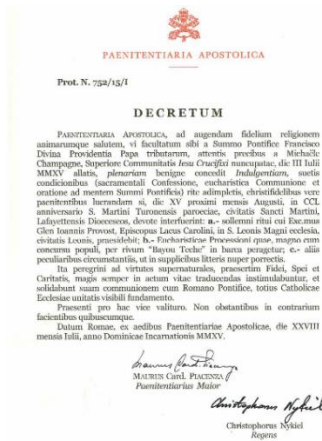 PAENITENTIARIA APOSTOLICA
Prot. N. 752/15/I
DECRETUM
PAENITENTIARIA APOSTOLICA, ad augendam fidelium religionem
animarumque salutem, vi facultatum sibi a Summo Pontifice Francisco
Divina Providentia Papa tributarum, attentis precibus a Michaële
Champagne, Superiore Communitatis Iesu Crucifixi nuncupatae, die III Iulii
MMXV allatis, plenariam benigne concedit Indulgentiam, suetis
condicionibus (sacramentali Confessione, eucharistica Communione et
oratione ad mentem Summi Pontificis) rite adimpletis, christifidelibus vere
paenitentibus lucrandam si, die XV proximi mensis Augusti, in CCL
anniversario S. Martini Turonensis paroeciae, civitatis Sancti Martini,
Lafayettensis Dioeceseos, devote interfuerint: a.- sollemni ritui cui Exc.mus
Glen Ioannis Provost, Episcopus Lacus Carolini, in S. Leonis Magni ecclesia,
civitatis Leonis, praesidebit; b.- Eucharisticae Processioni quae, magno cum
concursu populi, per rivum "Bayou Teche" in barca peragetur; c.- aliis
peculiaribus circumstantiis, ut in supplicibus litteris nuper porrectis.
Ita peregrini ad virtutes supernaturales, praesertim Fidei, Spei et
Caritatis, magis semper in actum vitae traducendas instimulabuntur, et
solidabunt suam communionem cum Romano Pontifice, totius Catholicae
Ecclesiae unitatis visibili fundamento.
Praesenti pro hac vice valituro. Non obstantibus in contrarium
facientibus quibuscumque.
Datum Romae, ex aedibus Paenitentiariae Apostolicae, die XXVIII
mensis Iulii, anno Dominicae Incarnationis MMXV.
Maurus Card. Piacenza
MAURUS Card. PIACENZA
Paenitentiarius Maior
Christophorus Nykiel
Christophorus Nykiel
Regens